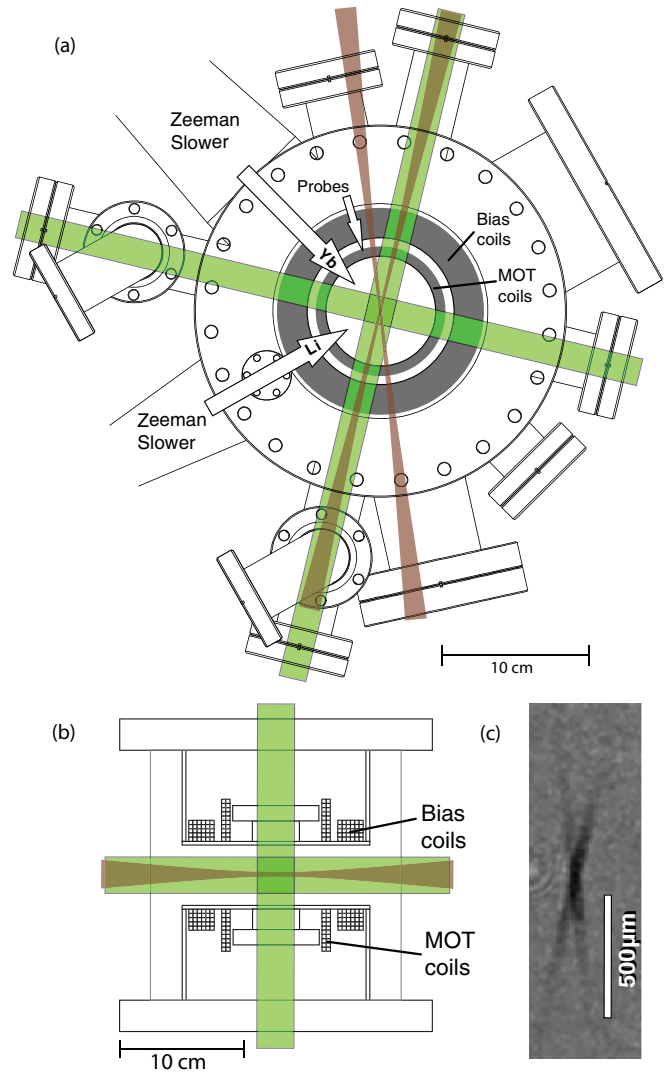 (a)
Zeeman
Slower
Probes
Bias
coils
MOT
coils
Yb
Li
Zeeman
Slower
10 cm
(b)
(c)
Bias
coils
MOT
coils
10 cm
500µm